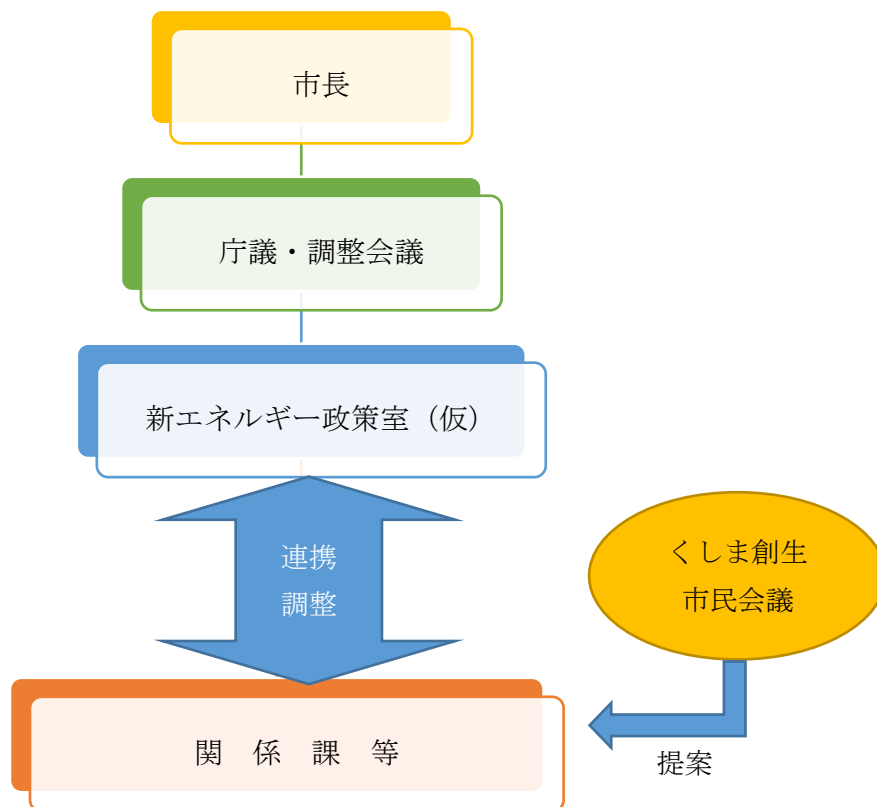 市長
庁議・調整会議
新エネルギー政策室（仮）
連携
調整
くしま創生
市民会議
関　係　課　等
提案